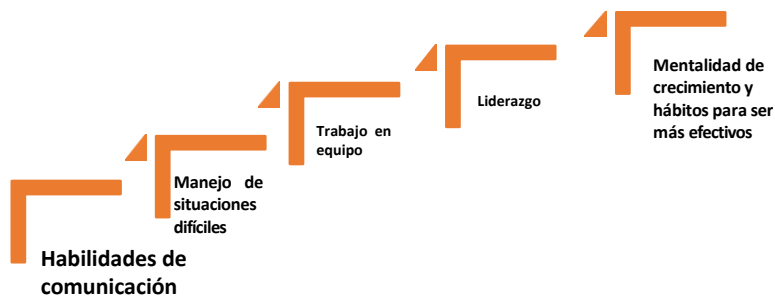 Habilidades de
comunicación
Manejo de
situaciones
difíciles
Trabajo en
equipo
Liderazgo
Mentalidad de
crecimiento y
hábitos para ser
más efectivos